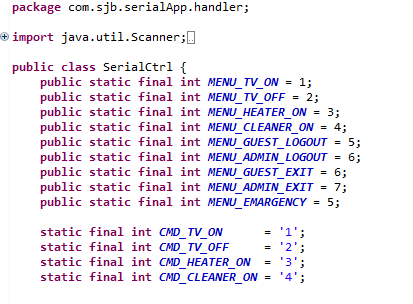 package com.sjb.serialApp.handler;
import java.util.Scanner;
public class SerialCtrl {
public static final int MENU_TV_ON = 1;
public static final int MENU_TV_OFF = 2;
public static final int MENU_HEATER_ON = 3;
public static final int MENU_CLEANER_ON = 4;
public static final int MENU_GUEST_LOGOUT = 5;
public static final int MENU_ADMIN_LOGOUT = 6;
public static final int MENU_GUEST_EXIT = 6;
public static final int MENU_ADMIN_EXIT = 7;
public static final int MENU_EMARGENCY = 5;
static final int CMD_TV_ON = '1';
static final int CMD_TV_OFF = '2';
static final int CMD_HEATER_ON = '3';
static final int CMD_CLEANER_ON = '4';